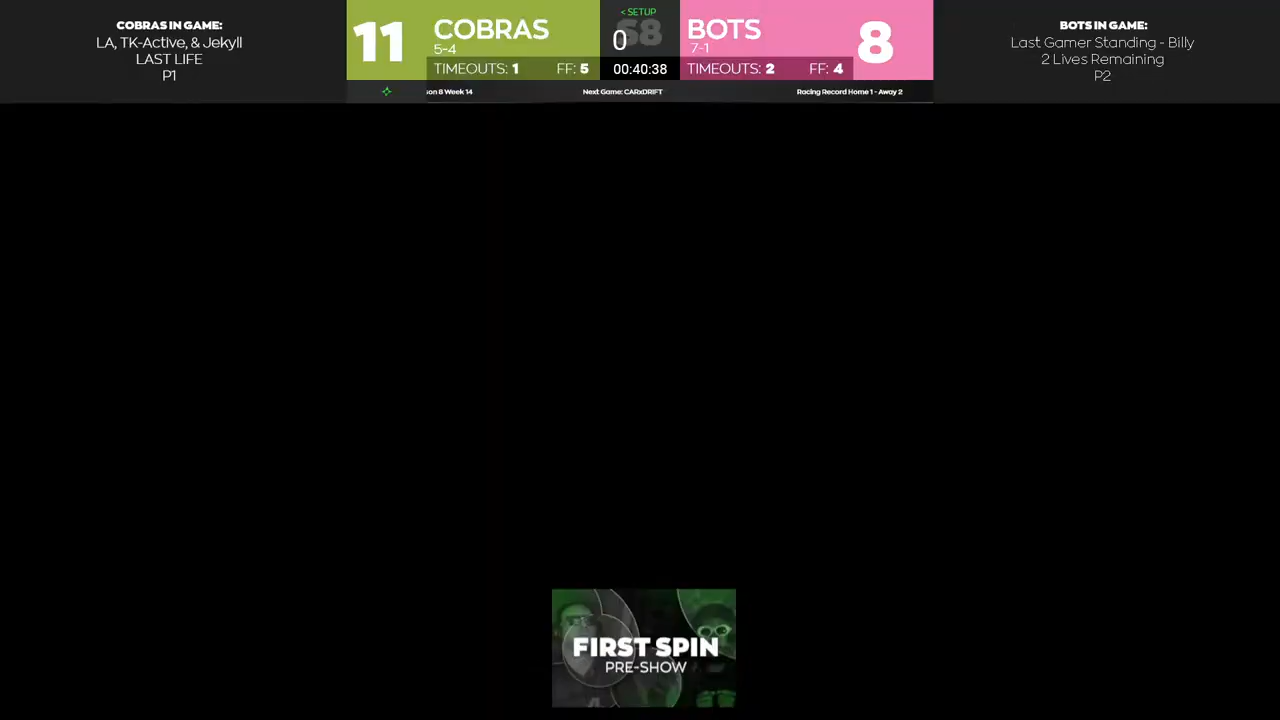 COBRAS IN GAME:
LA, TK-Active, & Jekyll
LAST LIFE
P1
11
COBRAS
5-4
TIMEOUTS: 1 FF: 5
< SETUP
S8
0
00:40:38
BOTS
7-1
TIMEOUTS: 2 FF: 4
8
BOTS IN GAME:
Last Gamer Standing - Billy
2 Lives Remaining
P2
son 8 Week 14 Next Game: CARxDRIFT Racing Record Home 1 - Away 2
FIRST SPIN
PRE-SHOW